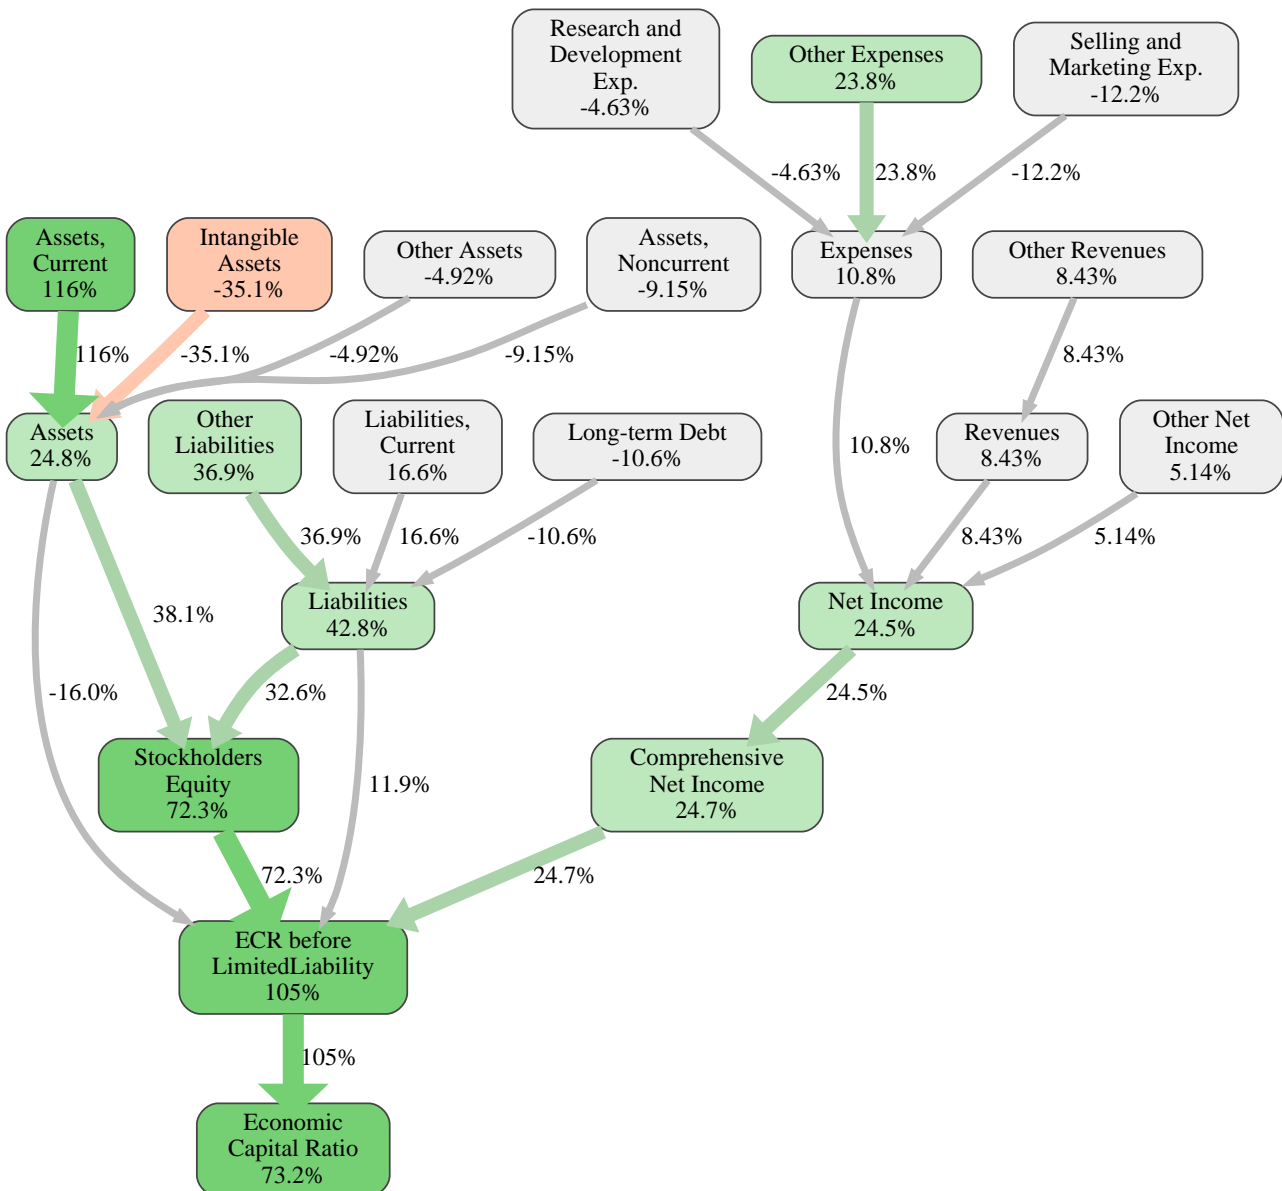 Research and
Development
Exp.
-4.63%
Other Expenses
23.8%
Selling and
Marketing Exp.
-12.2%
-4.63%
23.8%
-12.2%
Assets,
Current
116%
Intangible
Assets
-35.1%
Other Assets
-4.92%
Assets,
Noncurrent
-9.15%
Expenses
10.8%
Other Revenues
8.43%
116%
-35.1%
-4.92%
-9.15%
8.43%
Assets
24.8%
Other
Liabilities
36.9%
Liabilities,
Current
16.6%
Long-term Debt
-10.6%
10.8%
Revenues
8.43%
Other Net
Income
5.14%
36.9%
16.6%
-10.6%
8.43%
5.14%
38.1%
Liabilities
42.8%
Net Income
24.5%
-16.0%
32.6%
24.5%
Stockholders
Equity
72.3%
11.9%
Comprehensive
Net Income
24.7%
72.3%
24.7%
ECR before
LimitedLiability
105%
105%
Economic
Capital Ratio
73.2%